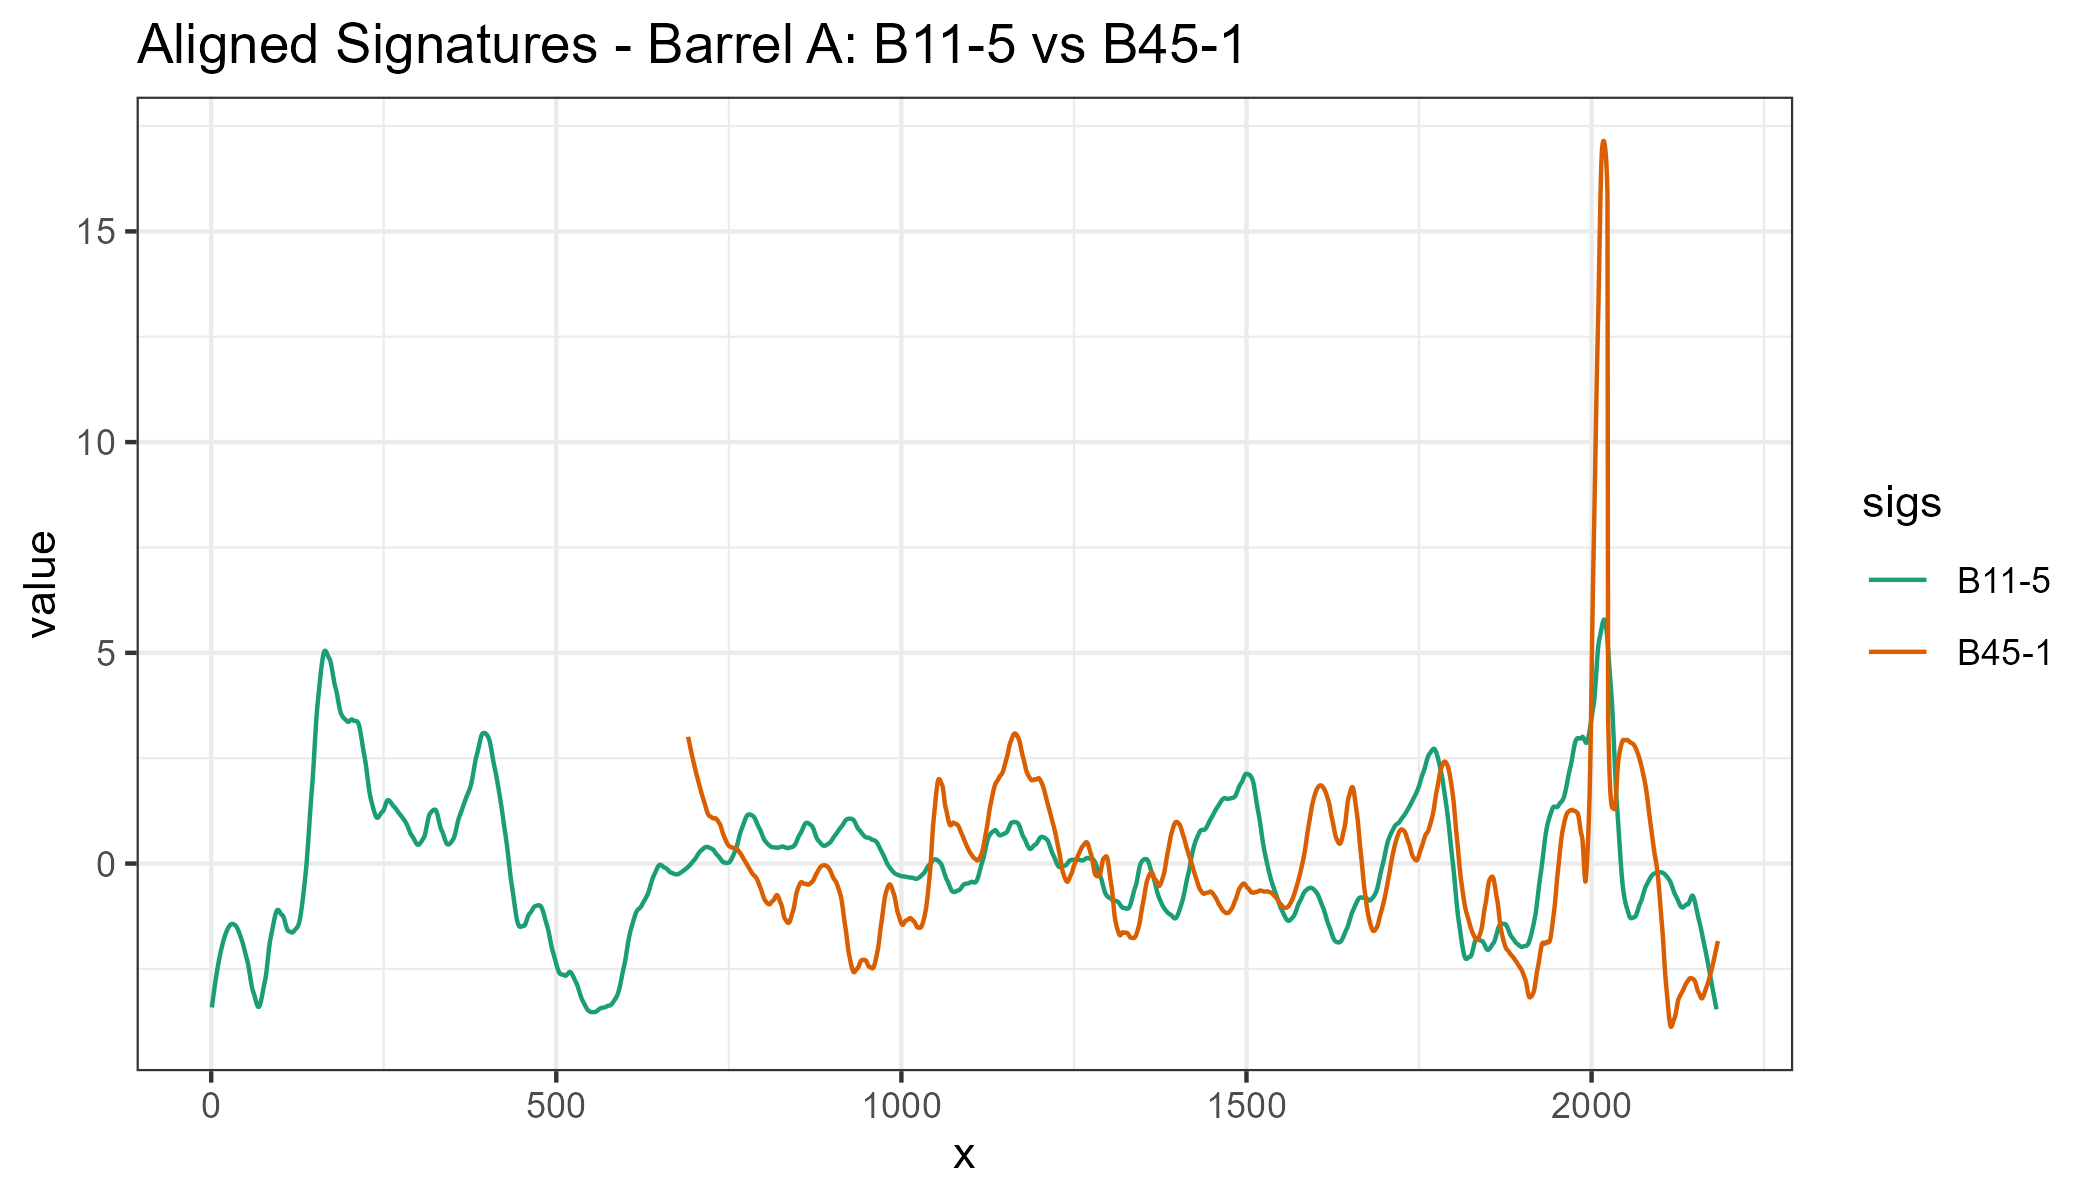 Aligned Signatures - Barrel A: B11-5 vs B45-1
15
10
5
0
value
0 500 1000 1500 2000
x
sigs
B11-5
B45-1